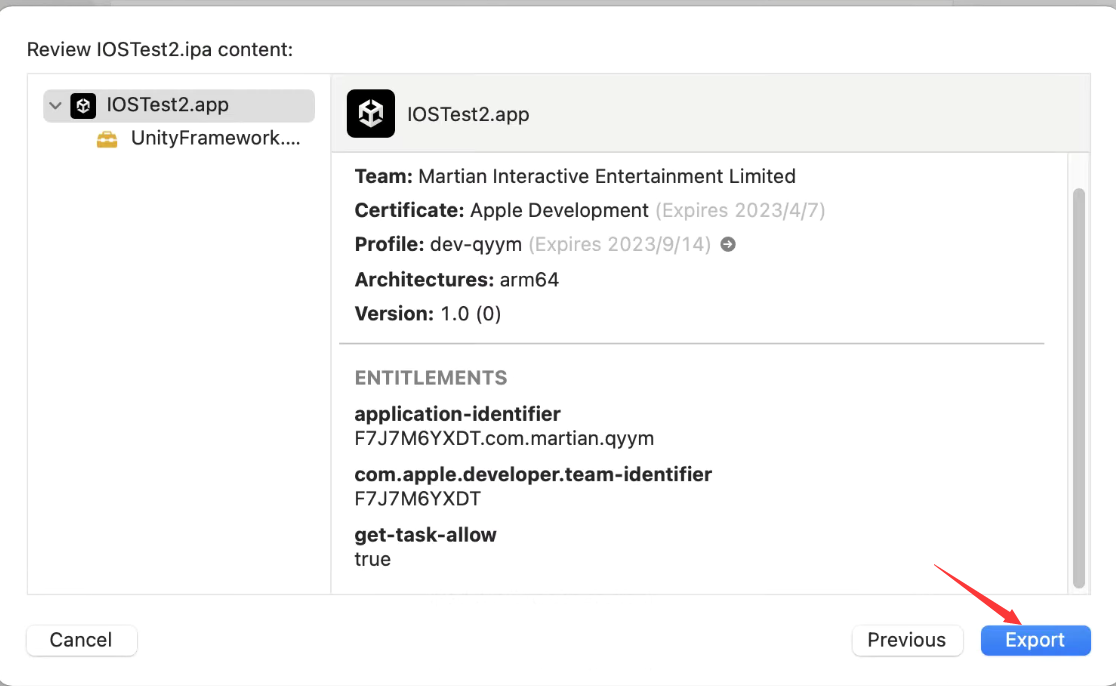 Review IOSTest2.ipa content:
IOSTest2.app
UnityFramework....
IOSTest2.app
Team: Martian Interactive Entertainment Limited
Certificate: Apple Development (Expires 2023/4/7)
Profile: dev-qyym (Expires 2023/9/14)
Architectures: arm64
Version: 1.0 (0)
ENTITLEMENTS
application-identifier
F7J7M6YXDT.com.martian.qyym
com.apple.developer.team-identifier
F7J7M6YXDT
get-task-allow
true
Cancel
Previous
Export